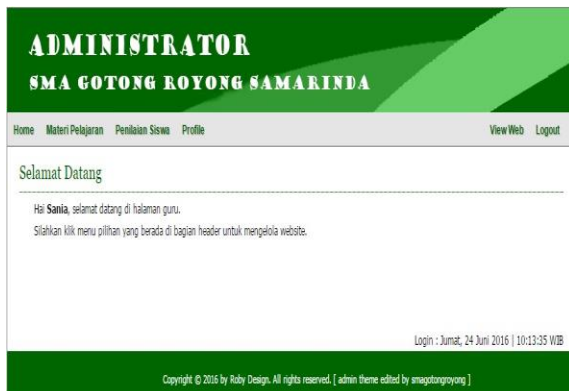 ADMINISTRATOR
SMA GOTONG ROYONG SAMARINDA
Home Materi Pelajaran Penilaian Siswa Profile View Web Logout
Selamat Datang
Hai Sania, selamat datang di halaman guru.
Silahkan klik menu pilihan yang berada di bagian header untuk mengelola website.
Login : Jumat, 24 Juni 2016 | 10:13:35 WIB
Copyright © 2016 by Roby Design. All rights reserved. [ admin theme edited by smagotongroyong ]